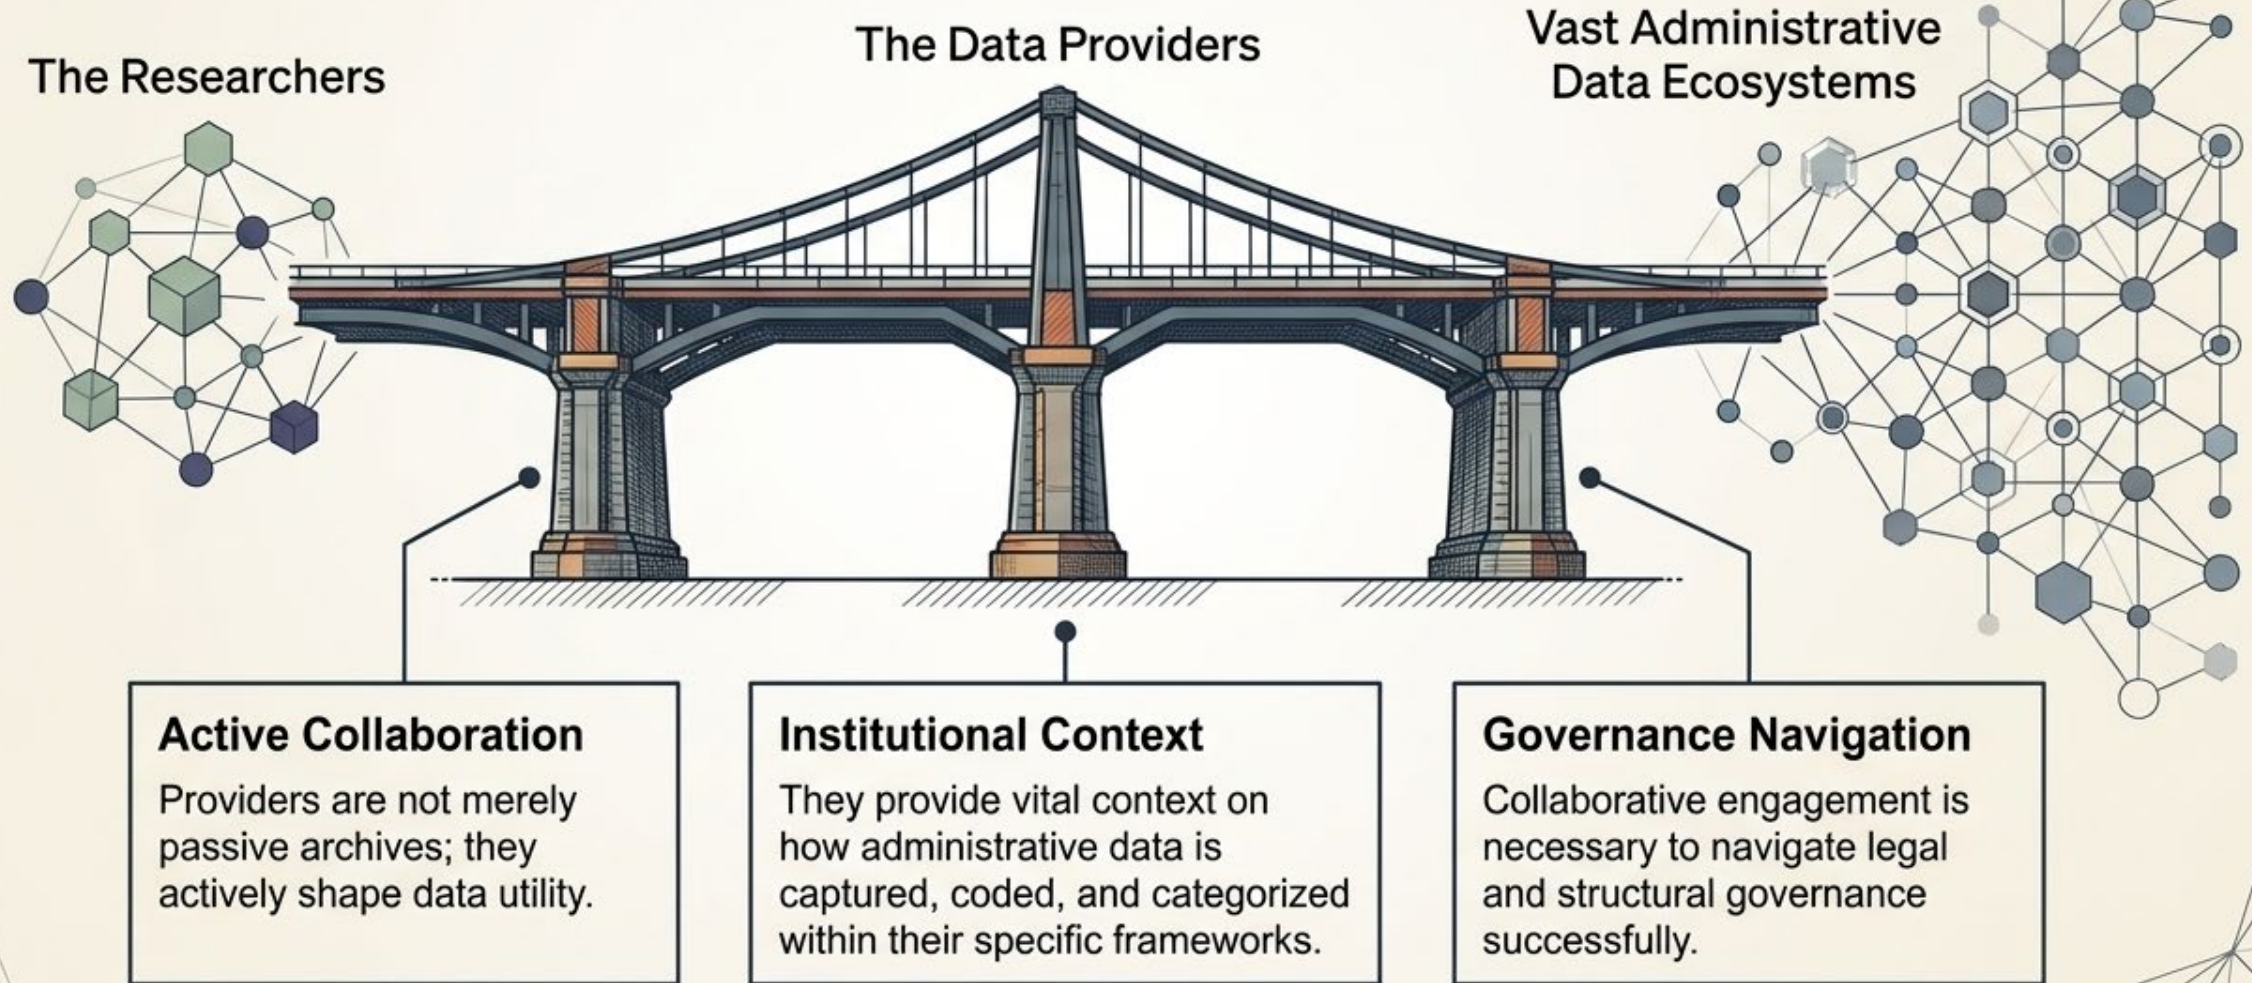 The Researchers
The Data Providers
Vast Administrative
Data Ecosystems
Active Collaboration
Providers are not merely
passive archives; they
actively shape data utility.
Institutional Context
They provide vital context on
how administrative data is
captured, coded, and categorized
within their specific frameworks.
Governance Navigation
Collaborative engagement is
necessary to navigate legal
and structural governance
successfully.